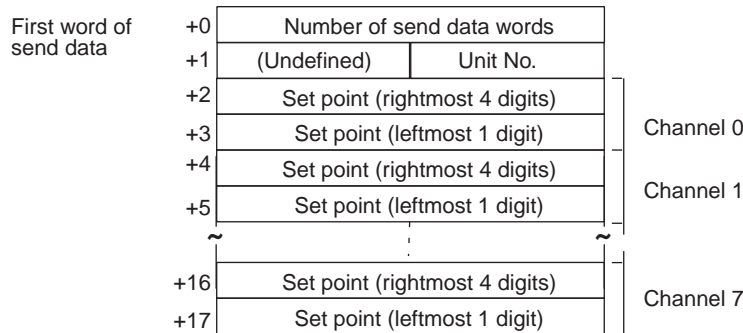 First word of
send data
+0 Number of send data words
+1 (Undefined) Unit No.
+2 Set point (rightmost 4 digits)
+3 Set point (leftmost 1 digit)
Channel 0
+4 Set point (rightmost 4 digits)
+5 Set point (leftmost 1 digit)
Channel 1
~ ~
+16 Set point (rightmost 4 digits)
+17 Set point (leftmost 1 digit)
Channel 7